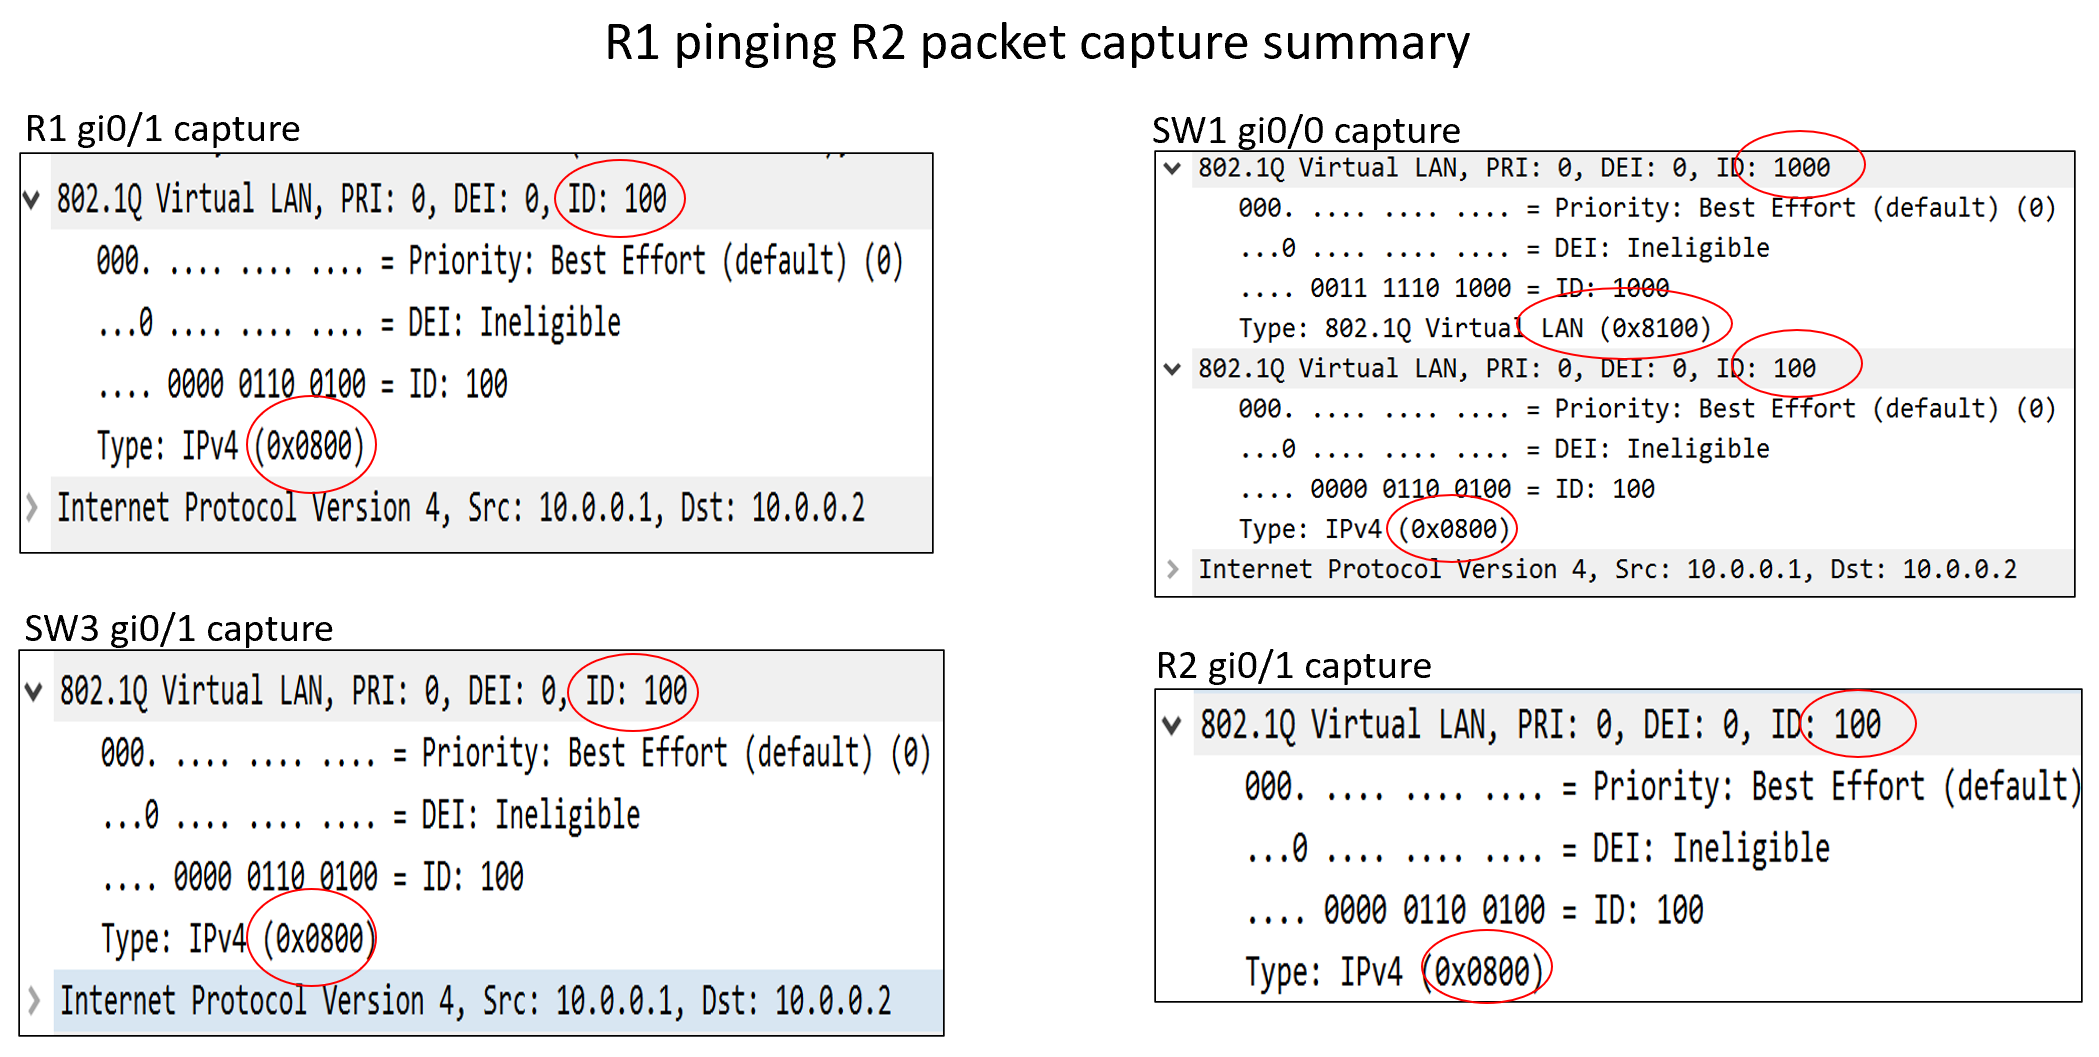 R1 pinging R2 packet capture summary
R1 gi0/1 capture
802.1Q Virtual LAN, PRI: 0, DEI: 0, ID: 100
000. .... .... .... = Priority: Best Effort (default) (0)
...0 .... .... .... = DEI: Ineligible
.... 0000 0110 0100 = ID: 100
Type: IPv4 (0x0800)
Internet Protocol Version 4, Src: 10.0.0.1, Dst: 10.0.0.2
SW1 gi0/0 capture
802.1Q Virtual LAN, PRI: 0, DEI: 0, ID: 1000
000. .... .... .... = Priority: Best Effort (default) (0)
...0 .... .... .... = DEI: Ineligible
.... 0011 1110 1000 = ID: 1000
Type: 802.1Q Virtual LAN (0x8100)
802.1Q Virtual LAN, PRI: 0, DEI: 0, ID: 100
000. .... .... .... = Priority: Best Effort (default) (0)
...0 .... .... .... = DEI: Ineligible
.... 0000 0110 0100 = ID: 100
Type: IPv4 (0x0800)
Internet Protocol Version 4, Src: 10.0.0.1, Dst: 10.0.0.2
SW3 gi0/1 capture
802.1Q Virtual LAN, PRI: 0, DEI: 0, ID: 100
000. .... .... .... = Priority: Best Effort (default) (0)
...0 .... .... .... = DEI: Ineligible
.... 0000 0110 0100 = ID: 100
Type: IPv4 (0x0800)
Internet Protocol Version 4, Src: 10.0.0.1, Dst: 10.0.0.2
R2 gi0/1 capture
802.1Q Virtual LAN, PRI: 0, DEI: 0, ID: 100
000. .... .... .... = Priority: Best Effort (default)
...0 .... .... .... = DEI: Ineligible
.... 0000 0110 0100 = ID: 100
Type: IPv4 (0x0800)